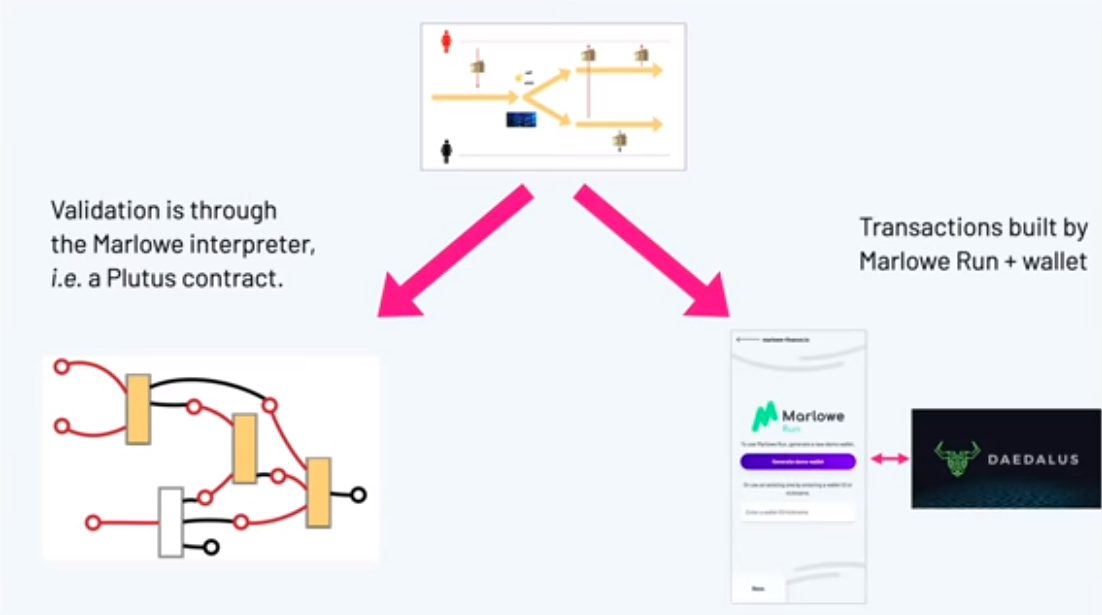 Validation is through
the Marlowe interpreter,
i.e. a Plutus contract.
Transactions built by
Marlowe Run + wallet
marlowe-finance.io
Marlowe
Run
To use Marlowe Run, generate a new demo wallet.
Generate demo wallet
Or use an existing one by entering a wallet ID or
nickname.
Enter a wallet ID/nickname
DAEDALUS